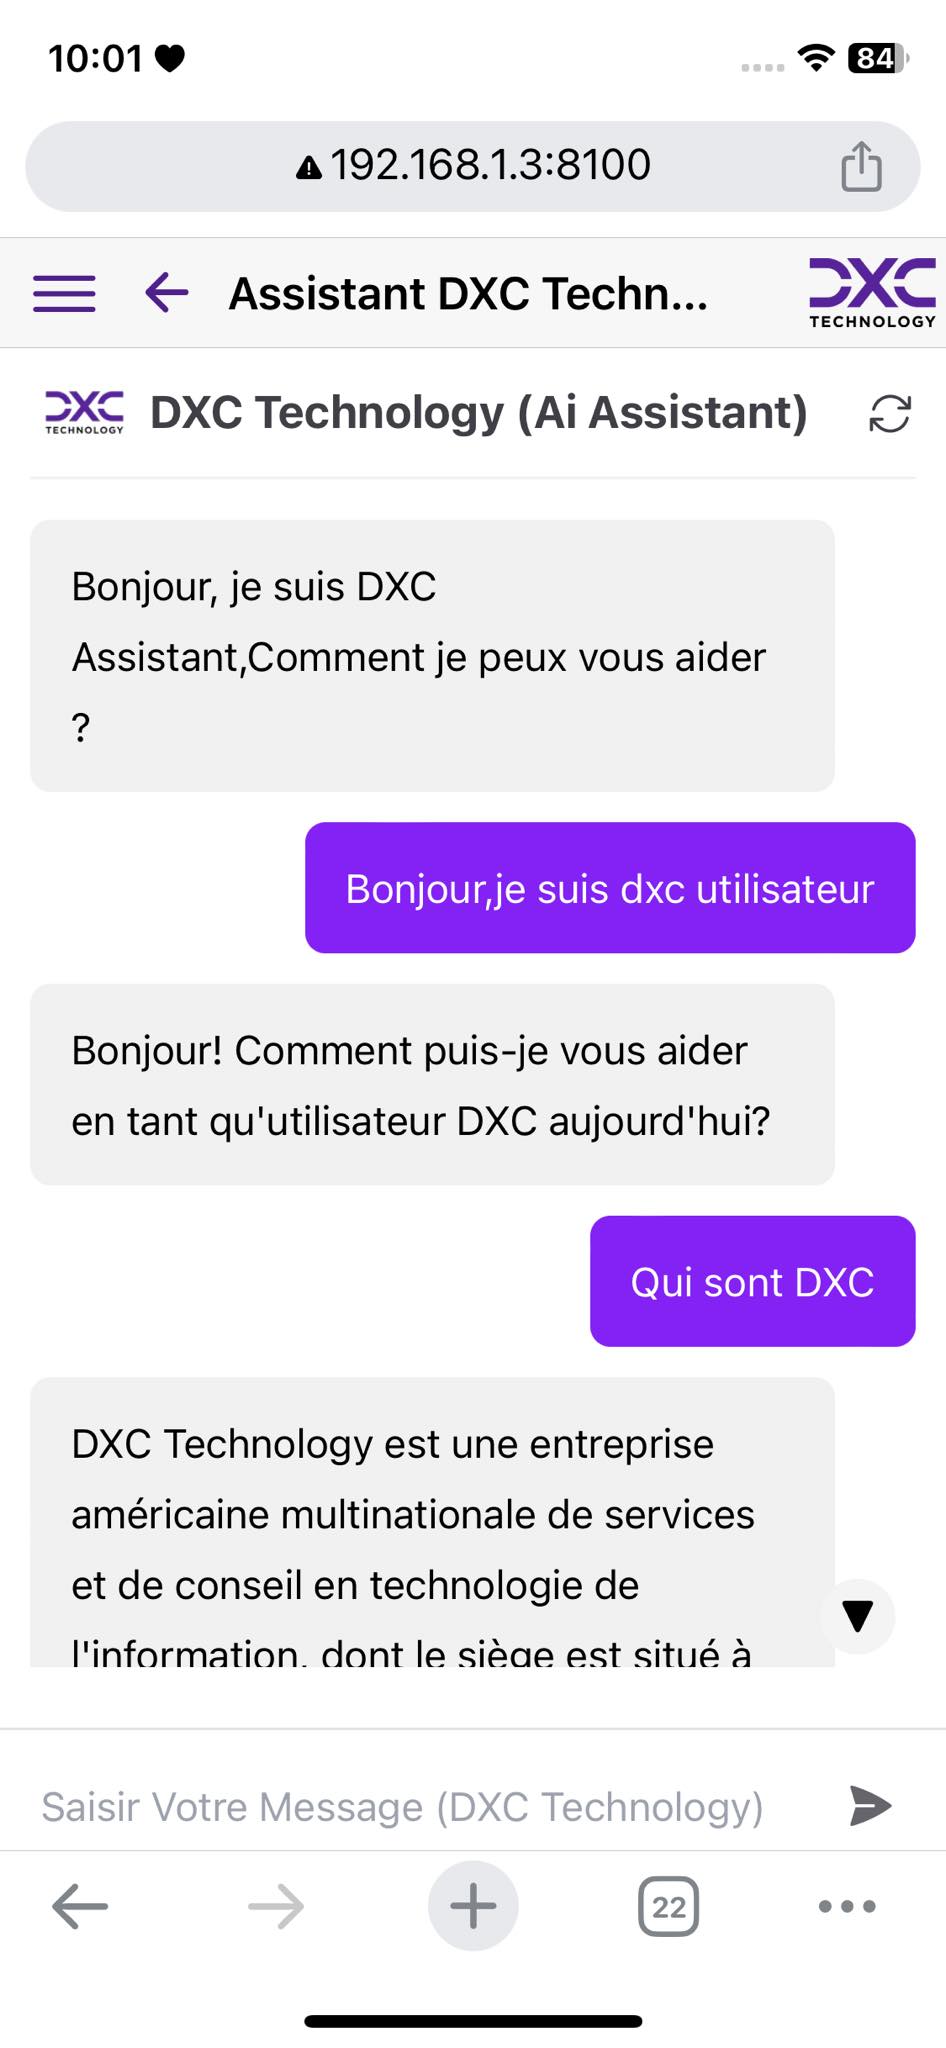 10:01
84
192.168.1.3:8100
Assistant DXC Techn...
DXC
TECHNOLOGY
DXC
TECHNOLOGY
DXC Technology (Ai Assistant)
Bonjour, je suis DXC
Assistant,Comment je peux vous aider
?
Bonjour,je suis dxc utilisateur
Bonjour! Comment puis-je vous aider
en tant qu'utilisateur DXC aujourd'hui?
Qui sont DXC
DXC Technology est une entreprise
américaine multinationale de services
et de conseil en technologie de
l'information, dont le siège est situé à
Saisir Votre Message (DXC Technology)
22